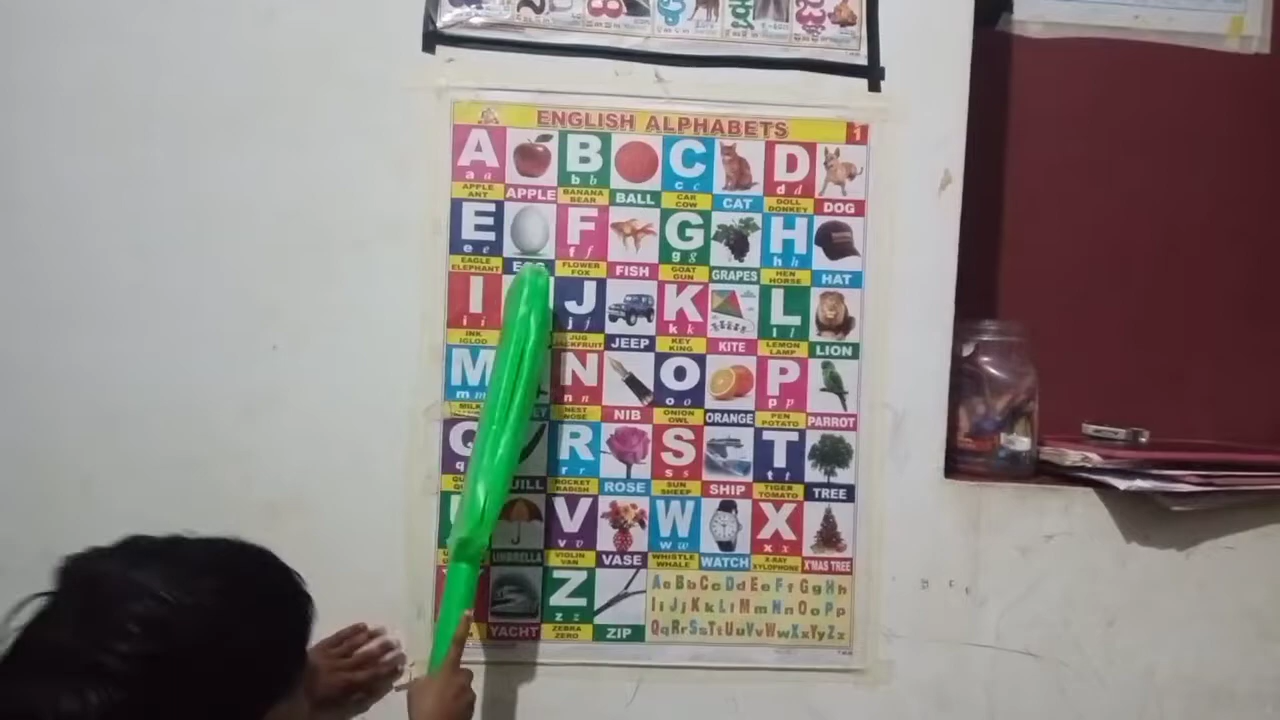 ENGLISH ALPHABETS 1
A B C D
a a b b c c d d
APPLE ANT APPLE BANANA BEAR BALL CAR COW CAT DOLL DONKEY DOG
E F G H
e e f f g g h h
EAGLE ELEPHANT EGG FLOWER FOX FISH GOAT GUN GRAPES HEN HORSE HAT
I J K L
i i j j k k l l
INK IGLOO JUG JACKFRUIT JEEP KEY KING KITE LEMON LAMP LION
M N O P
m m n n o o p p
NEST NOSE NIB ONION OWL ORANGE PEN POTATO PARROT
Q R S T
q r r s s t t
ROCKET RADISH ROSE SUN SHEEP SHIP TIGER TOMATO TREE
V W X
v v w w x x
UMBRELLA VIOLIN VAN VASE WHISTLE WHALE WATCH X-RAY XYLOPHONE X'MAS TREE
Z
z z
YACHT ZEBRA ZERO ZIP
Aa Bb Cc Dd Ee Ff Gg Hh
Ii Jj Kk Ll Mm Nn Oo Pp
Qq Rr Ss Tt Uu Vv Ww Xx Yy Zz